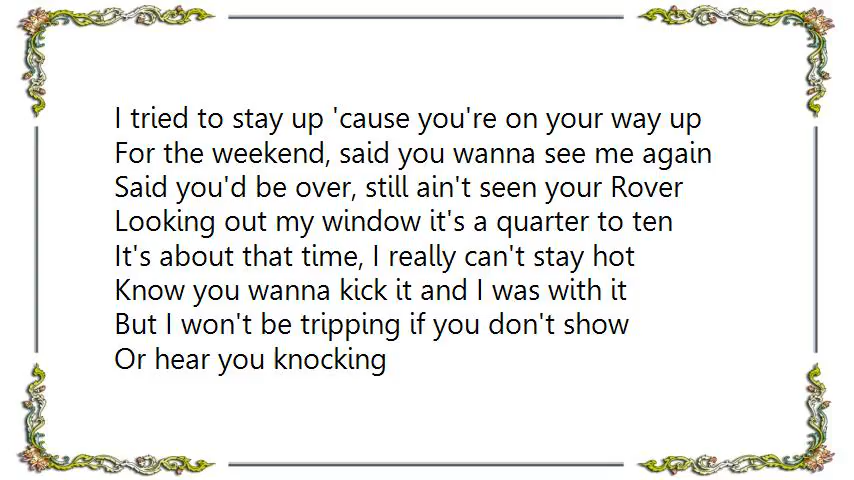 I tried to stay up 'cause you're on your way up
For the weekend, said you wanna see me again
Said you'd be over, still ain't seen your Rover
Looking out my window it's a quarter to ten
It's about that time, I really can't stay hot
Know you wanna kick it and I was with it
But I won't be tripping if you don't show
Or hear you knocking